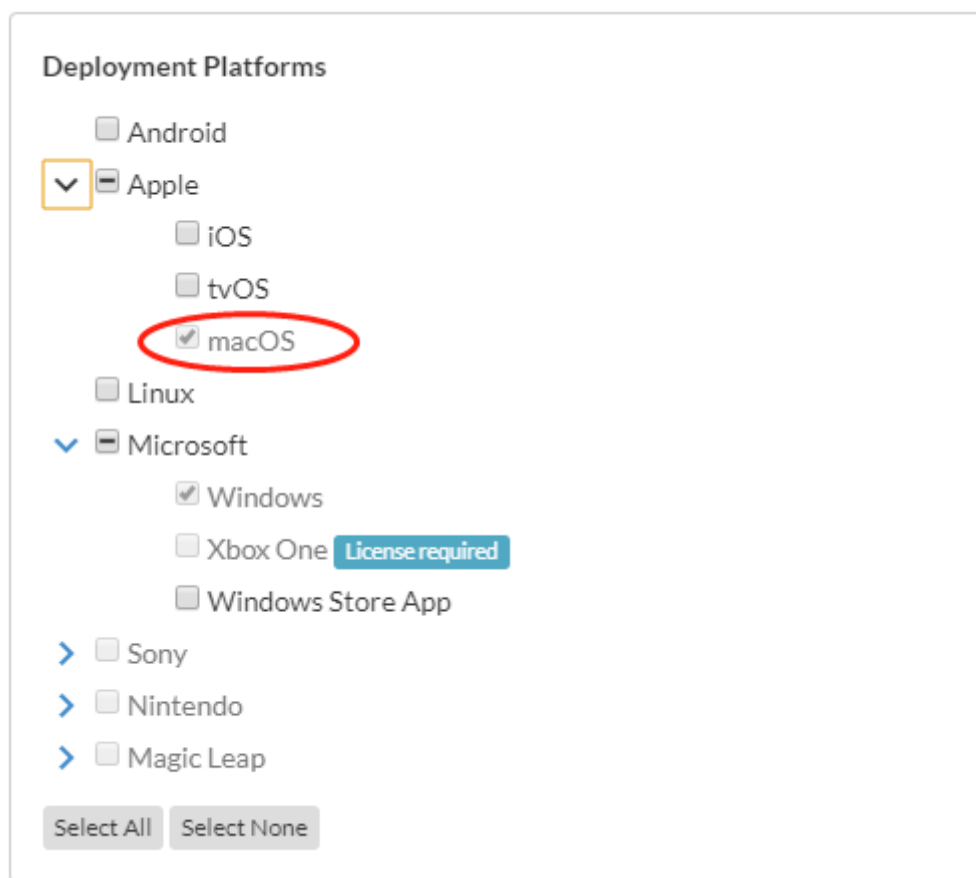 Deployment Platforms
Android
Apple
iOS
tvOS
macOS
Linux
Microsoft
Windows
Xbox One License required
Windows Store App
Sony
Nintendo
Magic Leap
Select All Select None